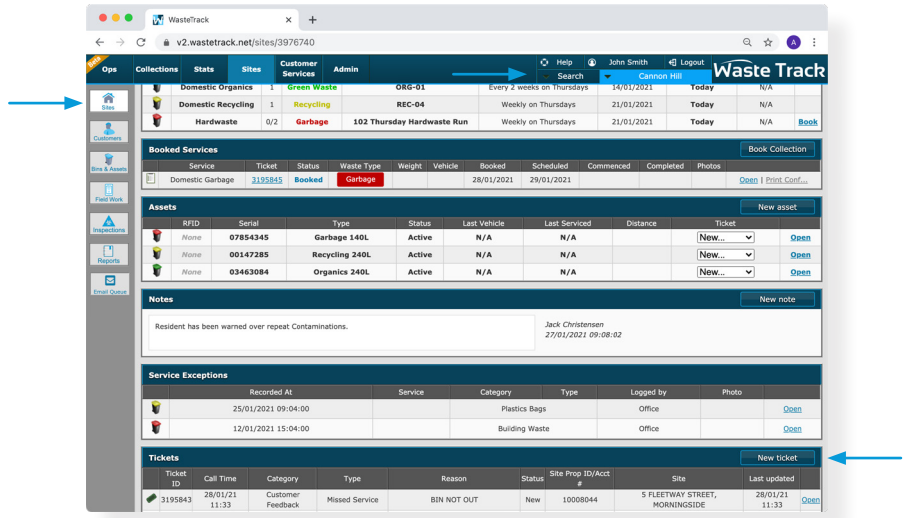 WasteTrack
v2.wastetrack.net/sites/3976740
A
Beta
Ops Collections Stats Sites Customer Services Admin
Help John Smith Logout
Search Cannon Hill
Waste Track
Sites
Customers
Bins & Assets
Field Work
Inspections
Reports
Email Queue
Domestic Organics 1 Green Waste ORG-01 Every 2 weeks on Thursdays 14/01/2021 Today N/A
Domestic Recycling 1 Recycling REC-04 Weekly on Thursdays 21/01/2021 Today N/A
Hardwaste 0/2 Garbage 102 Thursday Hardwaste Run Weekly on Thursdays 21/01/2021 Today N/A Book
Booked Services Book Collection
Service Ticket Status Waste Type Weight Vehicle Booked Scheduled Commenced Completed Photos
Domestic Garbage 3195845 Booked Garbage 28/01/2021 29/01/2021 Open | Print Conf...
Assets New asset
RFID Serial Type Status Last Vehicle Last Serviced Distance Ticket
None 07854345 Garbage 140L Active N/A N/A New... Open
None 00147285 Recycling 240L Active N/A N/A New... Open
None 03463084 Organics 240L Active N/A N/A New... Open
Notes New note
Resident has been warned over repeat Contaminations. Jack Christensen
27/01/2021 09:08:02
Service Exceptions
Recorded At Service Category Type Logged by Photo
25/01/2021 09:04:00 Plastics Bags Office Open
12/01/2021 15:04:00 Building Waste Office Open
Tickets New ticket
Ticket ID Call Time Category Type Reason Status Site Prop ID/Acct # Site Last updated
3195843 28/01/21 11:33 Customer Feedback Missed Service BIN NOT OUT New 10008044 5 FLEETWAY STREET, MORNINGSIDE 28/01/21 11:33 Open